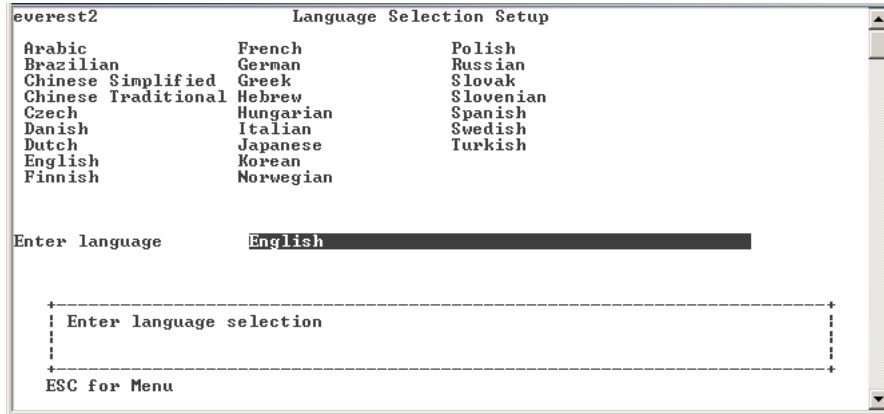 everest2 Language Selection Setup
Arabic French Polish
Brazilian German Russian
Chinese Simplified Greek Slovak
Chinese Traditional Hebrew Slovenian
Czech Hungarian Spanish
Danish Italian Swedish
Dutch Japanese Turkish
English Korean
Finnish Norwegian
Enter language English
Enter language selection
ESC for Menu